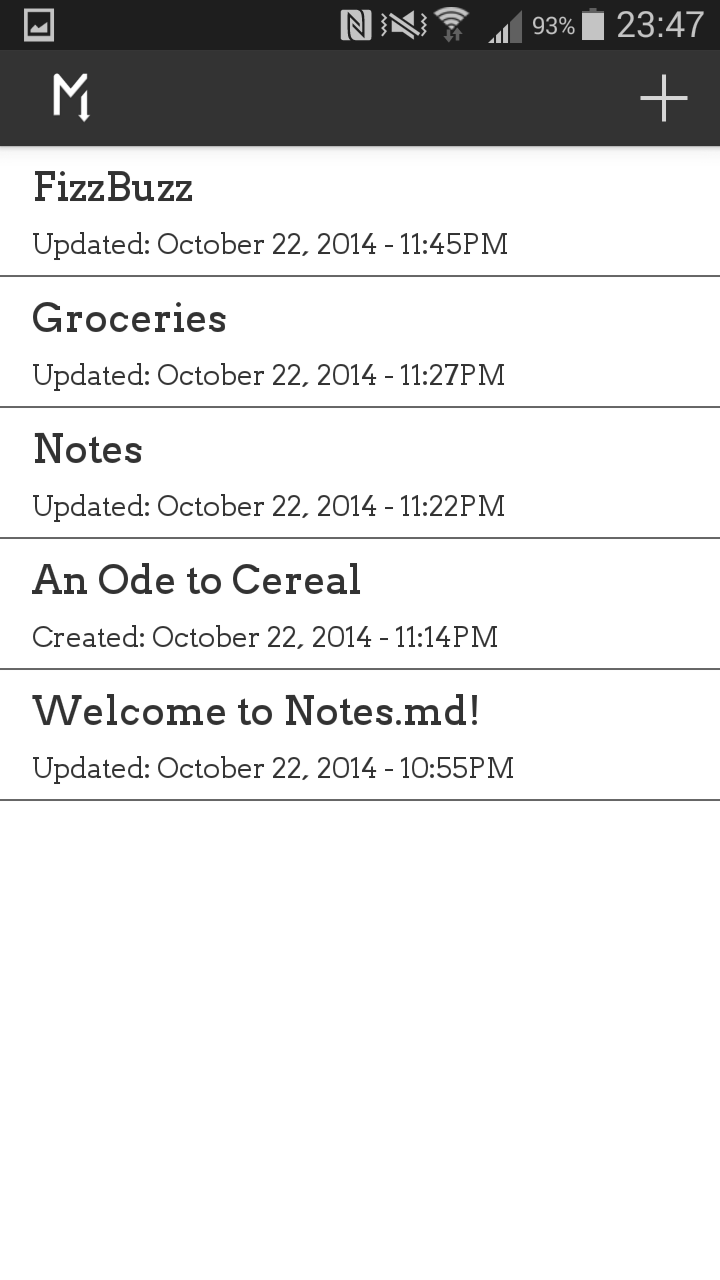 93% 23:47
M
FizzBuzz
Updated: October 22, 2014 - 11:45PM
Groceries
Updated: October 22, 2014 - 11:27PM
Notes
Updated: October 22, 2014 - 11:22PM
An Ode to Cereal
Created: October 22, 2014 - 11:14PM
Welcome to Notes.md!
Updated: October 22, 2014 - 10:55PM